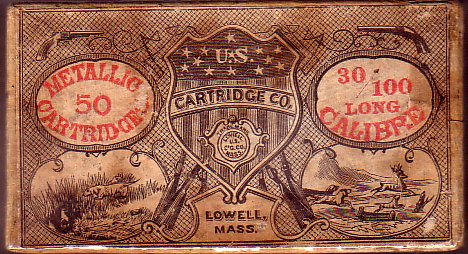 METALLIC
50
CARTRIDGES
U.S.
CARTRIDGE CO.
LOWELL,
MASS.
30/100
LONG
CALIBRE